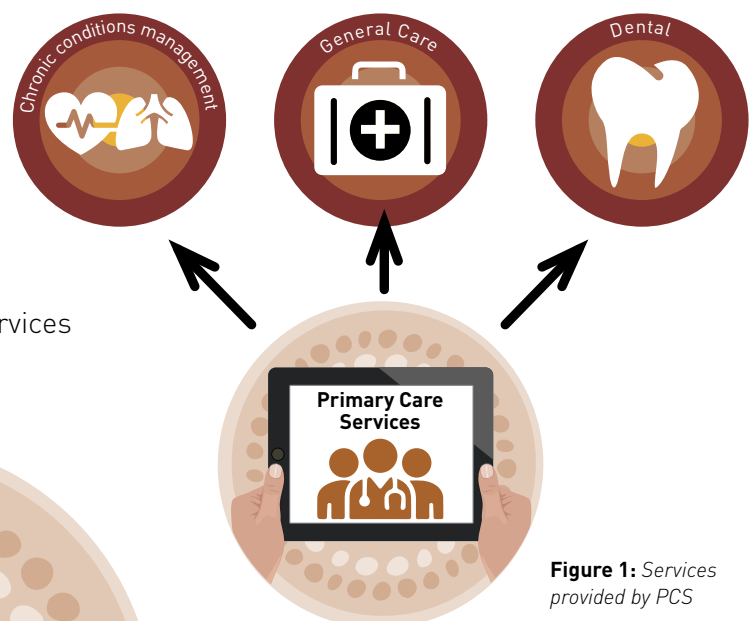 Chronic conditions management
General Care
Dental
Primary Care
Services
Figure 1: Services
provided by PCS